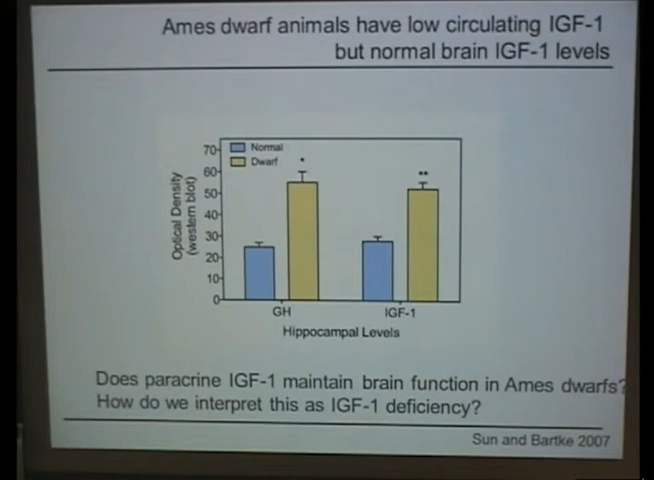 Ames dwarf animals have low circulating IGF-1
but normal brain IGF-1 levels
Normal
Dwarf
*
**
70
60
50
40
30
20
10
0
Optical Density
(western blot)
GH
IGF-1
Hippocampal Levels
Does paracrine IGF-1 maintain brain function in Ames dwarfs?
How do we interpret this as IGF-1 deficiency?
Sun and Bartke 2007